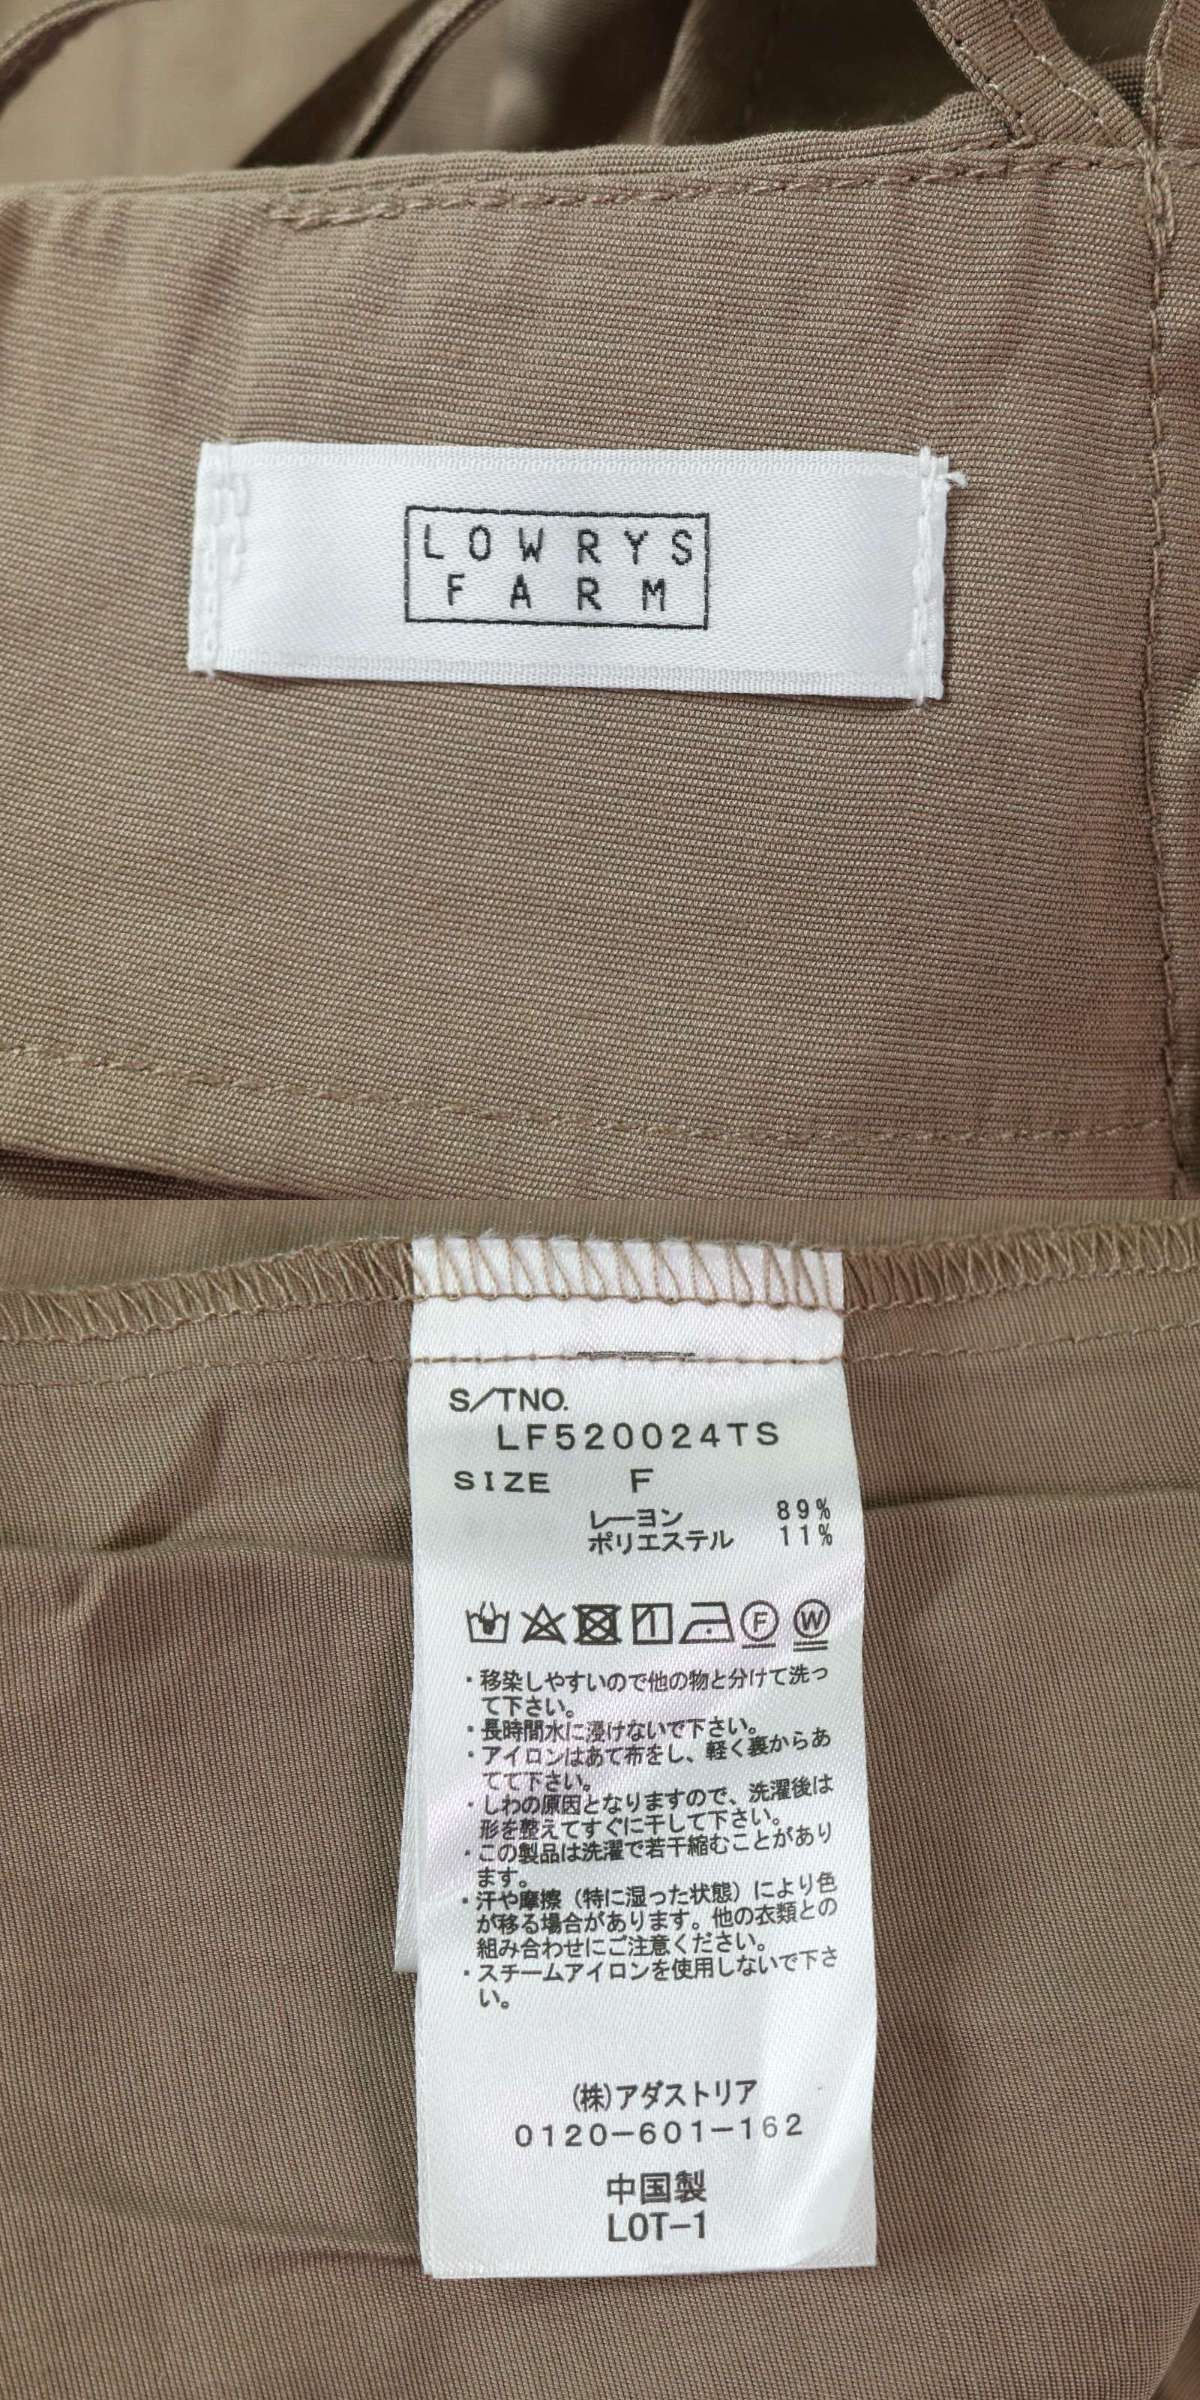 LOWRYS
FARM
S/TNO.
LF520024TS
SIZE F
レーヨン 89%
ポリエステル 11%
1 F W
・移染しやすいので他の物と分けて洗っ
て下さい。
・長時間水に浸けないで下さい。
・アイロンはあて布をし、軽く裏からあ
てて下さい。
・しわの原因となりますので、洗濯後は
形を整えてすぐに干して下さい。
・この製品は洗濯で若干縮むことがあり
ます。
・汗や摩擦（特に湿った状態）により色
が移る場合があります。他の衣類との
組み合わせにご注意ください。
・スチームアイロンを使用しないで下さ
い。
(株)アダストリア
0120-601-162
中国製
LOT-1